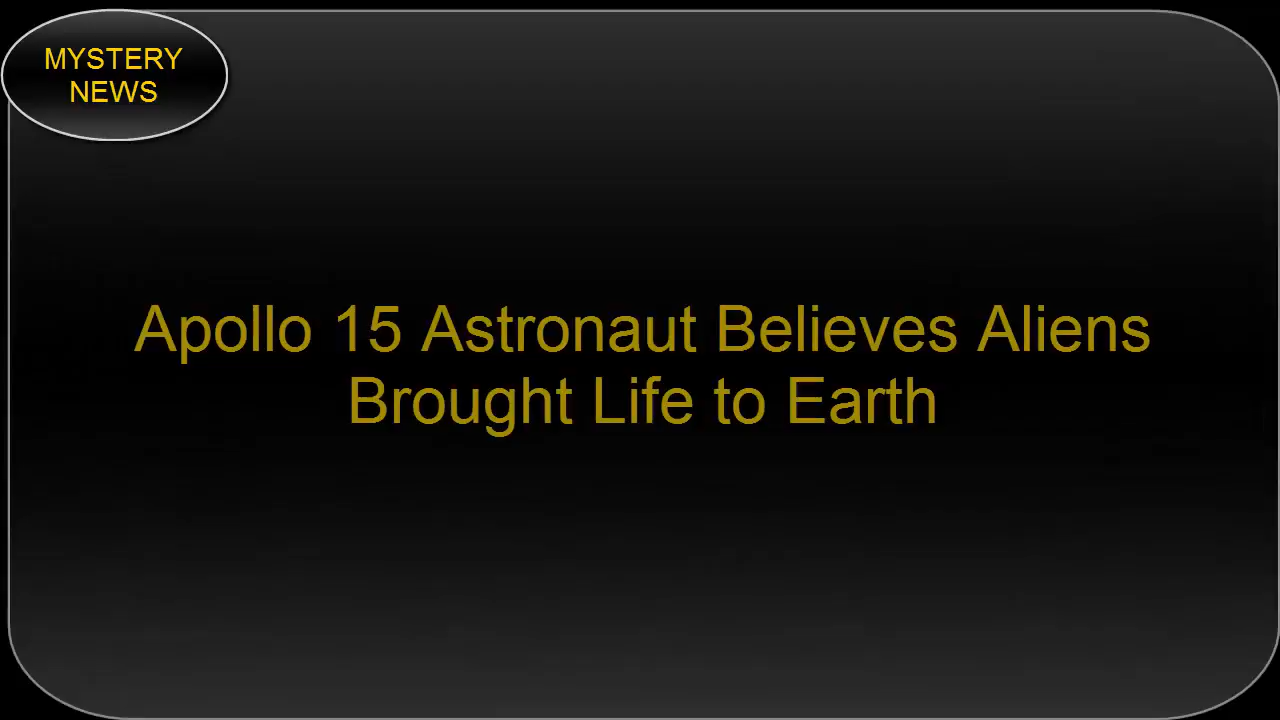 MYSTERY
NEWS
Apollo 15 Astronaut Believes Aliens
Brought Life to Earth